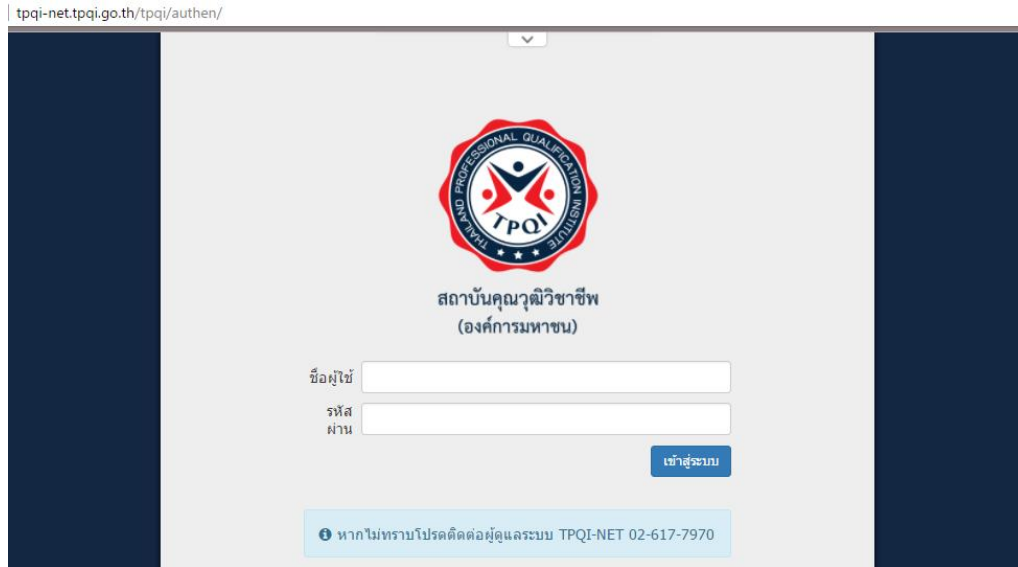 tpqi-net.tpqi.go.th/tpqi/authen/
THAILAND PROFESSIONAL QUALIFICATION INSTITUTE
TPQI
สถาบันคุณวุฒิวิชาชีพ
(องค์การมหาชน)
ชื่อผู้ใช้
รหัส
ผ่าน
เข้าสู่ระบบ
หากไม่ทราบโปรดติดต่อผู้ดูแลระบบ TPQI-NET 02-617-7970